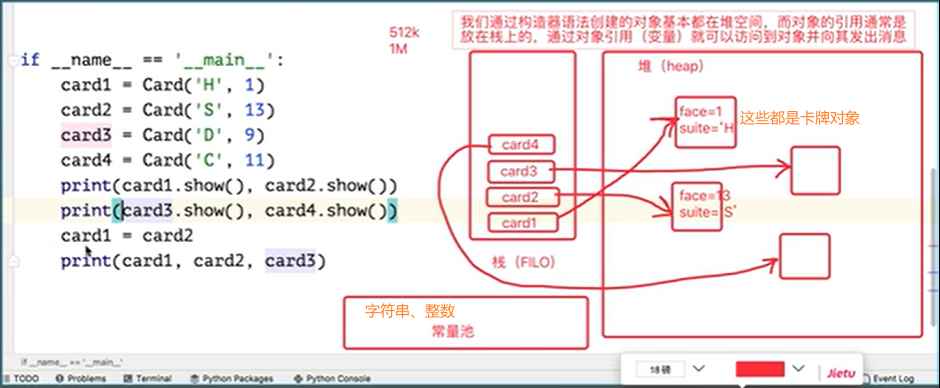 我们通过构造器语法创建的对象基本都在堆空间，而对象的引用通常是
放在栈上的，通过对象引用（变量）就可以访问到对象并向其发出消息
512k
1M
if __name__ == '__main__':
card1 = Card('H', 1)
card2 = Card('S', 13)
card3 = Card('D', 9)
card4 = Card('C', 11)
print(card1.show(), card2.show())
print(card3.show(), card4.show())
card1 = card2
print(card1, card2, card3)
card4
card3
card2
card1
栈（FILO）
堆（heap）
face=1
suite='H'
这些都是卡牌对象
face=13
suite='S'
字符串、整数
常量池
if __name__ == '__main__'
TODO
Problems
Terminal
Python Packages
Python Console
18磅
Jietu
Event Log